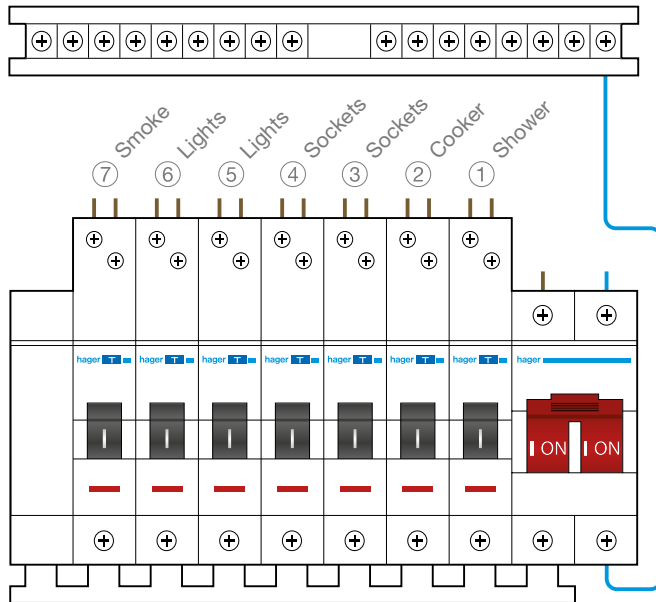 Smoke
Lights
Lights
Sockets
Sockets
Cooker
Shower
7
6
5
4
3
2
1
hager T
hager T
hager T
hager T
hager T
hager T
hager T
hager
I
I
I
I
I
I
I
I ON
I ON